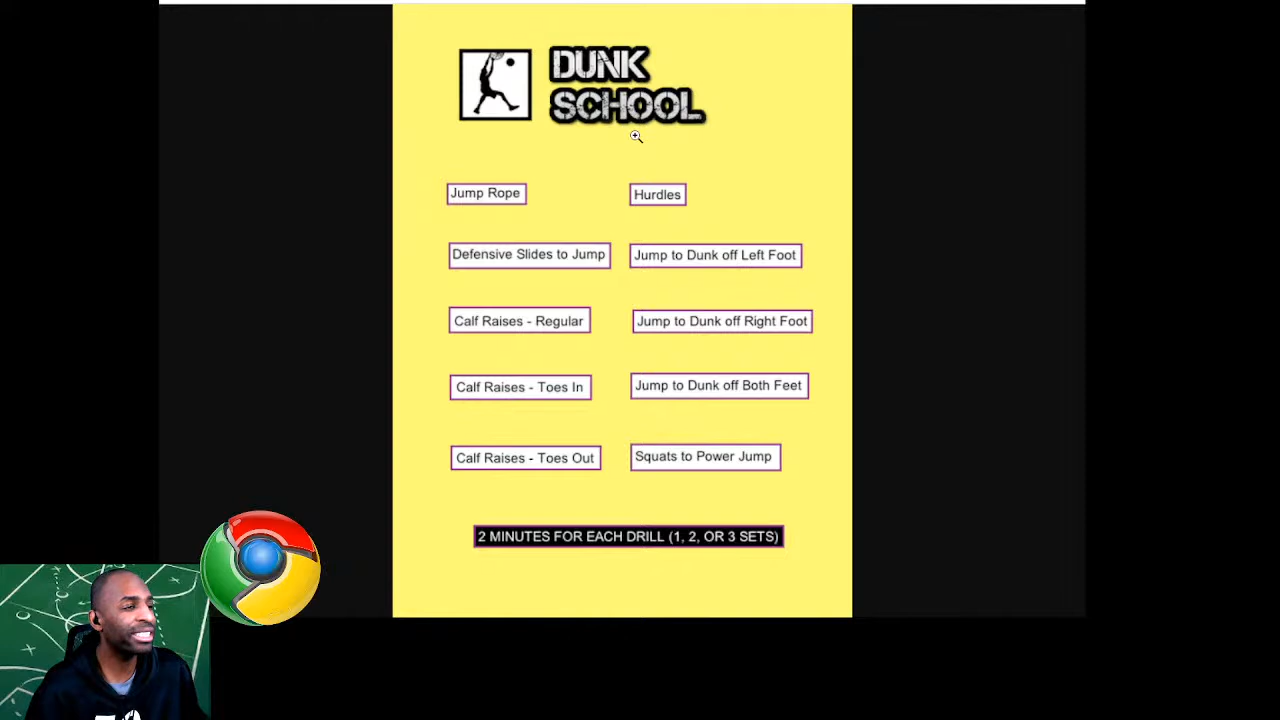 DUNK
SCHOOL
Jump Rope
Hurdles
Defensive Slides to Jump
Jump to Dunk off Left Foot
Calf Raises - Regular
Jump to Dunk off Right Foot
Calf Raises - Toes In
Jump to Dunk off Both Feet
Calf Raises - Toes Out
Squats to Power Jump
2 MINUTES FOR EACH DRILL (1, 2, OR 3 SETS)